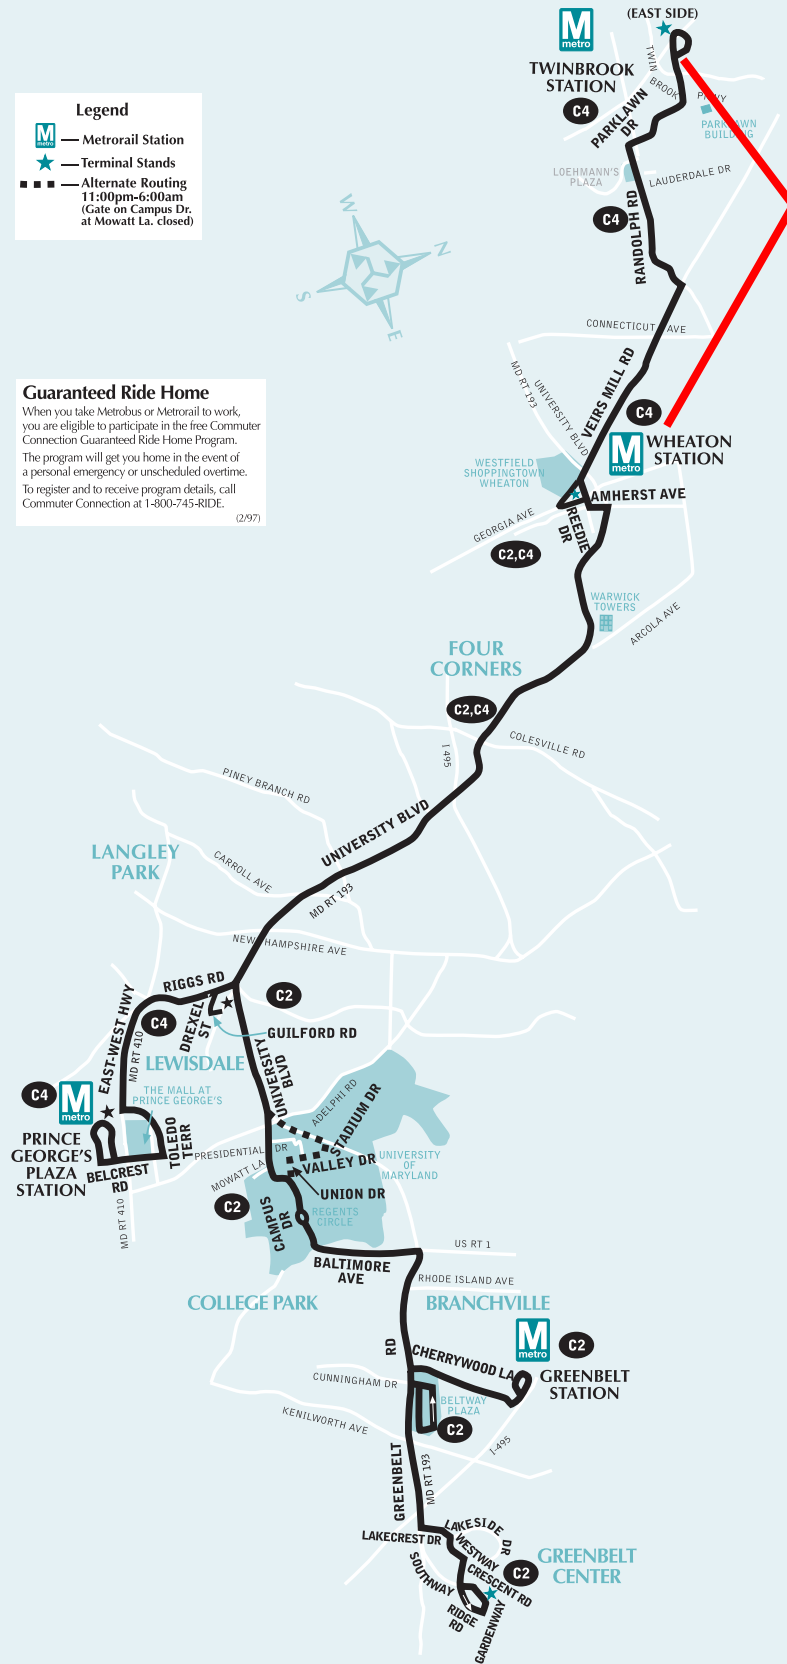 (EAST SIDE)
M
metro
TWINBROOK
STATION
C4
TWIN
BROOK
PKWY
PARKLAWN
DR
PARKLAWN
BUILDING
Legend
M
metro
Metrorail Station
Terminal Stands
Alternate Routing
11:00pm-6:00am
(Gate on Campus Dr.
at Mowatt La. closed)
LOEHMANN'S
PLAZA
LAUDERDALE DR
C4
RANDOLPH RD
W
N
S
E
CONNECTICUT AVE
MD RT 193
UNIVERSITY BLVD
VEIRS MILL RD
Guaranteed Ride Home
When you take Metrobus or Metrorail to work,
you are eligible to participate in the free Commuter
Connection Guaranteed Ride Home Program.
The program will get you home in the event of
a personal emergency or unscheduled overtime.
To register and to receive program details, call
Commuter Connection at 1-800-745-RIDE.
(2/97)
C4
M
metro
WHEATON
STATION
WESTFIELD
SHOPPINGTOWN
WHEATON
AMHERST AVE
GEORGIA AVE
REEDIE
DR
C2,C4
WARWICK
TOWERS
ARCOLA AVE
FOUR
CORNERS
C2,C4
COLESVILLE RD
I 495
PINEY BRANCH RD
UNIVERSITY BLVD
LANGLEY
PARK
CARROLL AVE
MD RT 193
NEW HAMPSHIRE AVE
RIGGS RD
C2
EAST-WEST HWY
C4
DREXEL
ST
GUILFORD RD
MD RT 410
LEWISDALE
UNIVERSITY
BLVD
C4
M
metro
THE MALL AT
PRINCE GEORGE'S
ADELPHI RD
STADIUM DR
PRINCE
GEORGE'S
PLAZA
STATION
TOLEDO
TERR
BELCREST
RD
PRESIDENTIAL DR
MOWATT LA
VALLEY DR
UNIVERSITY
OF
MARYLAND
UNION DR
MD RT 410
C2
CAMPUS
DR
REGENTS
CIRCLE
US RT 1
BALTIMORE
AVE
RHODE ISLAND AVE
COLLEGE PARK
BRANCHVILLE
M
metro
C2
RD
CHERRYWOOD LA
GREENBELT
STATION
CUNNINGHAM DR
BELTWAY
PLAZA
KENILWORTH AVE
C2
I-495
GREENBELT
MD RT 193
LAKECREST DR
LAKESIDE
DR
WESTWAY
CRESCENT RD
C2
GREENBELT
CENTER
SOUTHWAY
RIDGE
RD
GARDENWAY